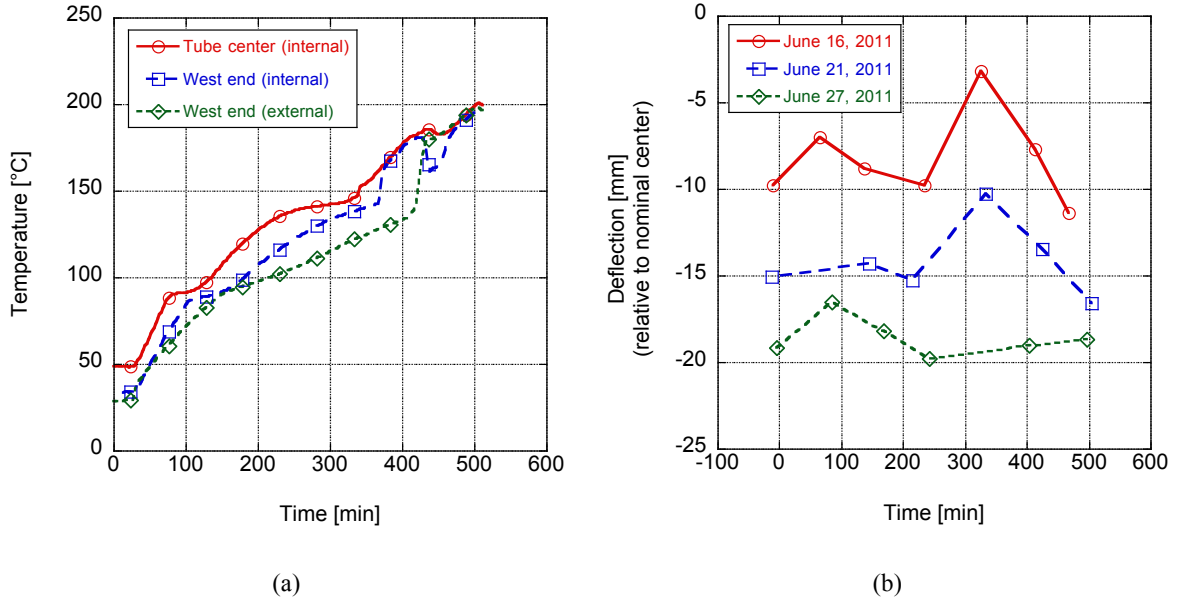 250
200
150
100
50
0
Temperature [°C]
Tube center (internal)
West end (internal)
West end (external)
0 100 200 300 400 500 600
Time [min]
(a)
0
-5
-10
-15
-20
-25
Deflection [mm]
(relative to nominal center)
June 16, 2011
June 21, 2011
June 27, 2011
-100 0 100 200 300 400 500 600
Time [min]
(b)